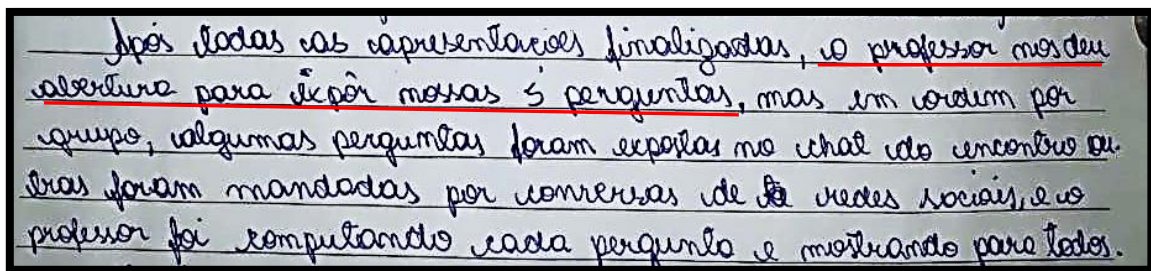 Após todas as apresentações finalizadas, o professor nos deu
abertura para expôr nossas 5 perguntas, mas em ordem por
grupo, algumas perguntas foram expostas no chat do encontro ou-
tras foram mandadas por conversas de redes sociais, e o
professor foi computando cada pergunta e mostrando para todos.